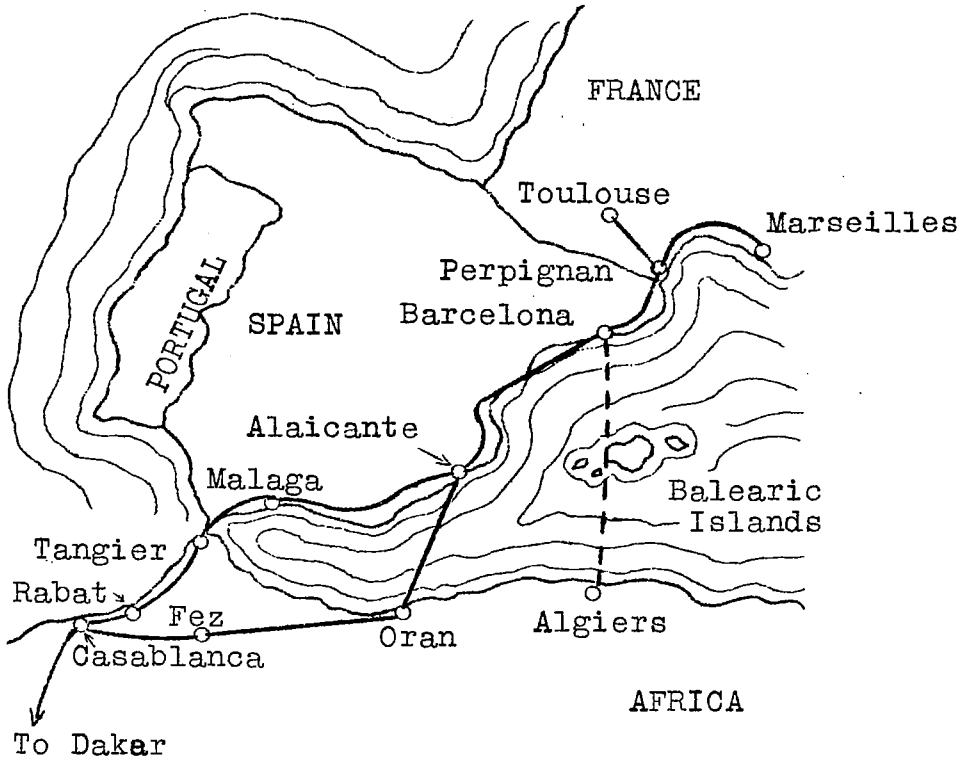 FRANCE
Toulouse
Marseilles
Perpignan
PORTUGAL
SPAIN
Barcelona
Alaicante
Malaga
Balearic
Islands
Tangier
Rabat
Fez
Casablanca
Oran
Algiers
AFRICA
To Dakar